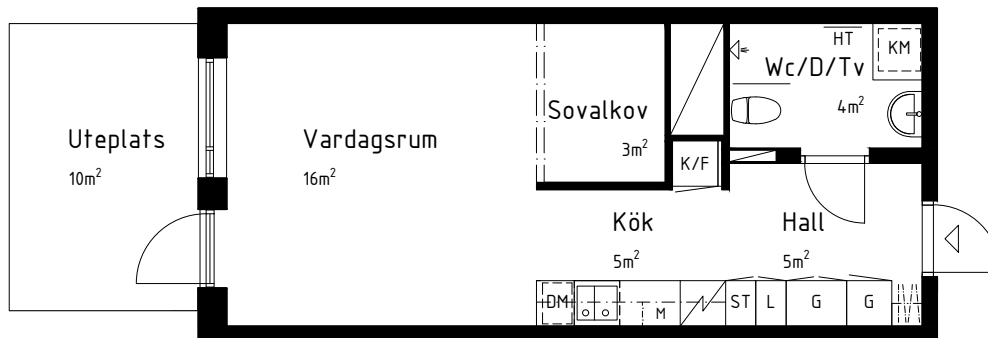 HT
KM
Wc/D/Tv
4m²
Uteplats
10m²
Vardagsrum
16m²
Sovalkov
3m²
K/F
Kök
5m²
Hall
5m²
DM
M
ST
L
G
G